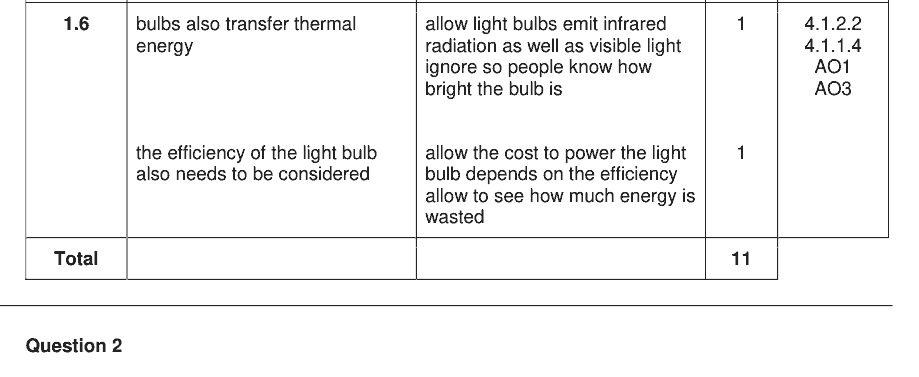 1.6 bulbs also transfer thermal allow light bulbs emit infrared 1 4.1.2.2
energy radiation as well as visible light 4.1.1.4
ignore so people know how AO1
bright the bulb is AO3
the efficiency of the light bulb allow the cost to power the light 1
also needs to be considered bulb depends on the efficiency
allow to see how much energy is
wasted
Total 11
Question 2